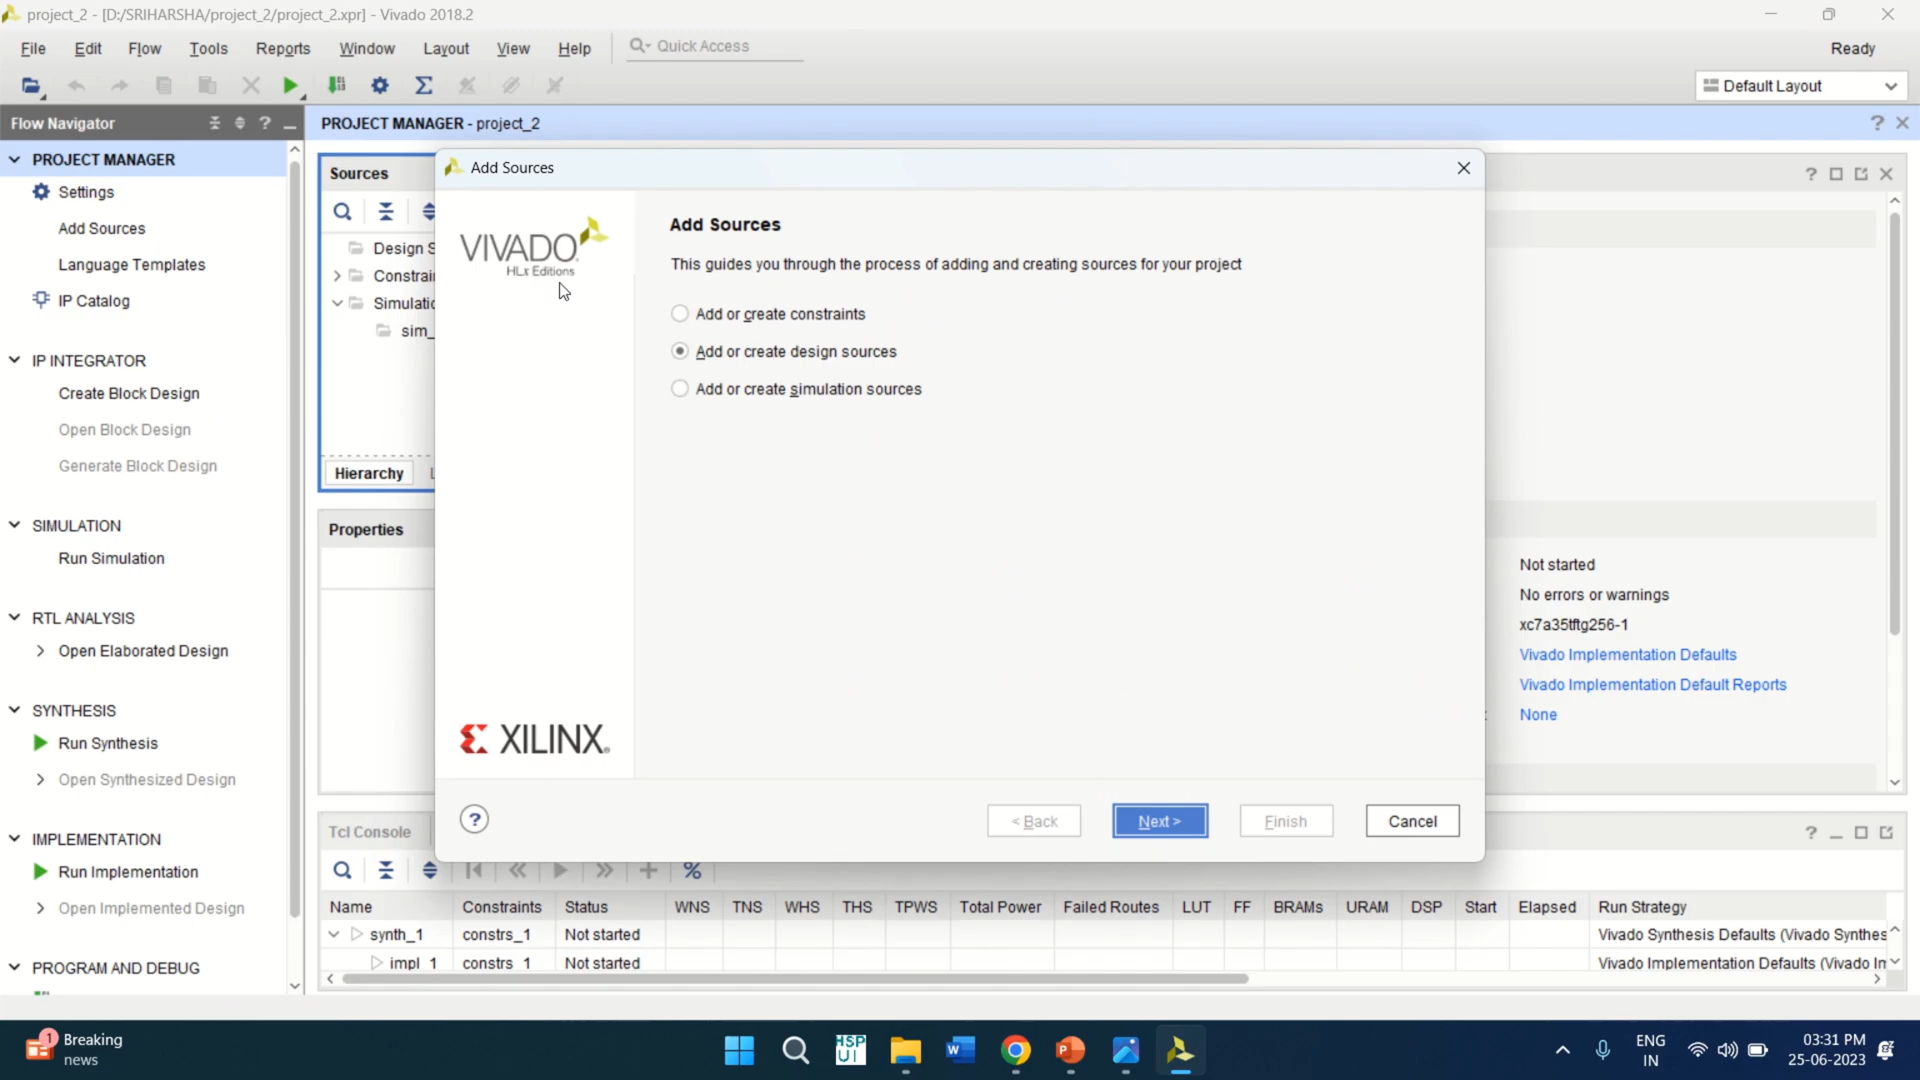 project_2 - [D:/SRIHARSHA/project_2/project_2.xpr] - Vivado 2018.2
File Edit Flow Tools Reports Window Layout View Help Quick Access Ready
Default Layout
Flow Navigator
PROJECT MANAGER - project_2
PROJECT MANAGER
Settings
Add Sources
Language Templates
IP Catalog
IP INTEGRATOR
Create Block Design
Open Block Design
Generate Block Design
SIMULATION
Run Simulation
RTL ANALYSIS
Open Elaborated Design
SYNTHESIS
Run Synthesis
Open Synthesized Design
IMPLEMENTATION
Run Implementation
Open Implemented Design
PROGRAM AND DEBUG
Sources
Design S
Constrai
Simulatio
sim_
Hierarchy
Properties
Add Sources
VIVADO
HLx Editions
Add Sources
This guides you through the process of adding and creating sources for your project
Add or create constraints
Add or create design sources
Add or create simulation sources
XILINX
? < Back Next > Finish Cancel
Not started
No errors or warnings
xc7a35tftg256-1
Vivado Implementation Defaults
Vivado Implementation Default Reports
None
Tcl Console
Name Constraints Status WNS TNS WHS THS TPWS Total Power Failed Routes LUT FF BRAMs URAM DSP Start Elapsed Run Strategy
synth_1 constrs_1 Not started Vivado Synthesis Defaults (Vivado Synthes
impl_1 constrs_1 Not started Vivado Implementation Defaults (Vivado Im
1 Breaking
news
HSP
UI
ENG
IN
03:31 PM
25-06-2023